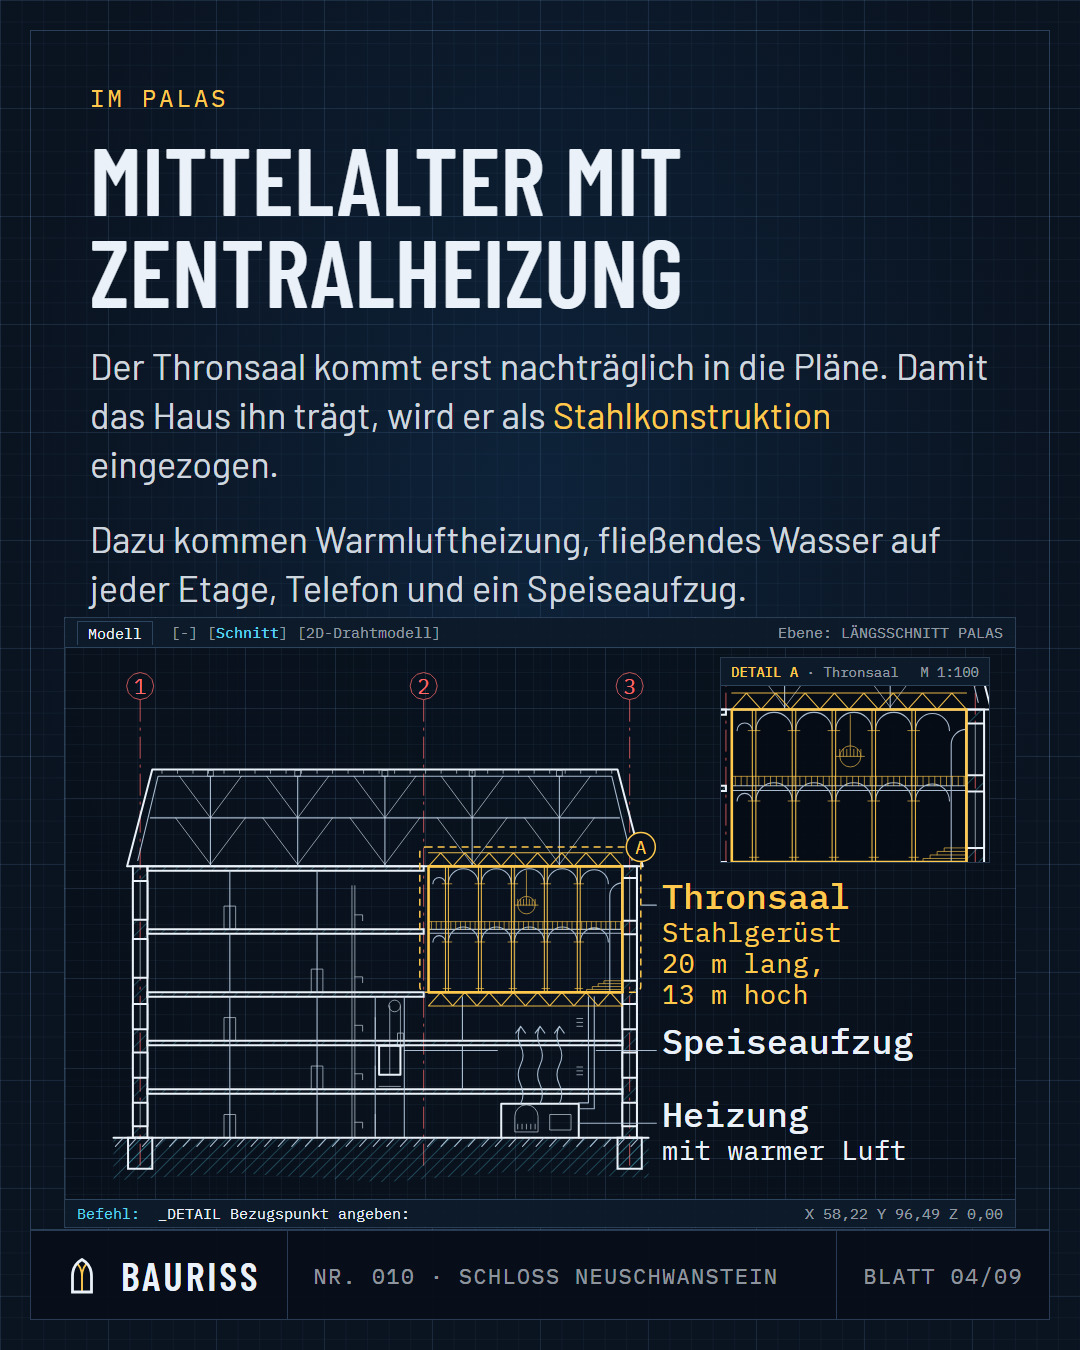 IM PALAS
MITTELALTER MIT
ZENTRALHEIZUNG
Der Thronsaal kommt erst nachträglich in die Pläne. Damit
das Haus ihn trägt, wird er als Stahlkonstruktion
eingezogen.
Dazu kommen Warmluftheizung, fließendes Wasser auf
jeder Etage, Telefon und ein Speiseaufzug.
Modell [-] [Schnitt] [2D-Drahtmodell] Ebene: LÄNGSSCHNITT PALAS
DETAIL A · Thronsaal M 1:100
1 2 3
A
Thronsaal
Stahlgerüst
20 m lang,
13 m hoch
Speiseaufzug
Heizung
mit warmer Luft
Befehl: _DETAIL Bezugspunkt angeben: X 58,22 Y 96,49 Z 0,00
BAURISS NR. 010 · SCHLOSS NEUSCHWANSTEIN BLATT 04/09